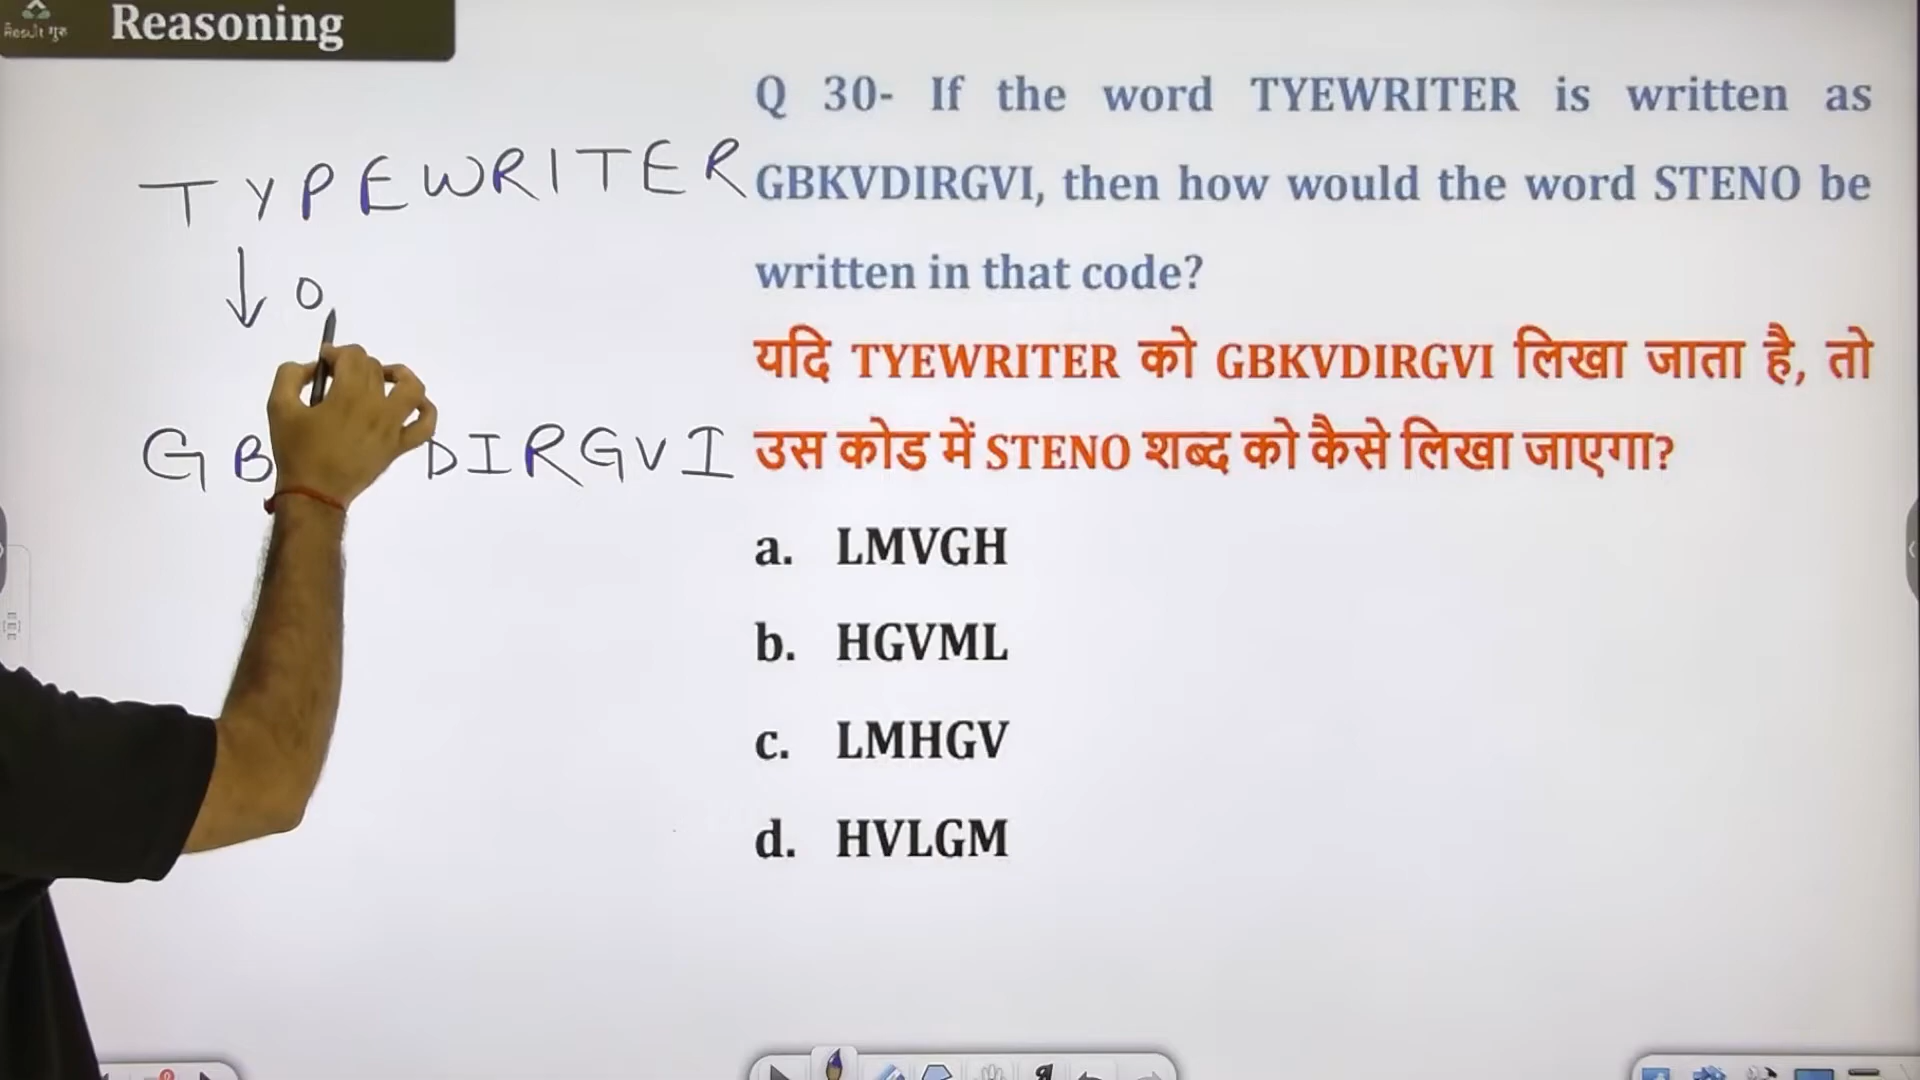 Result गुरु
Reasoning
Q 30- If the word TYEWRITER is written as
GBKVDIRGVI, then how would the word STENO be
written in that code?
यदि TYEWRITER को GBKVDIRGVI लिखा जाता है, तो
उस कोड में STENO शब्द को कैसे लिखा जाएगा?
a. LMVGH
b. HGVML
c. LMHGV
d. HVLGM
TYPEWRITER
O
GB DIRGVI